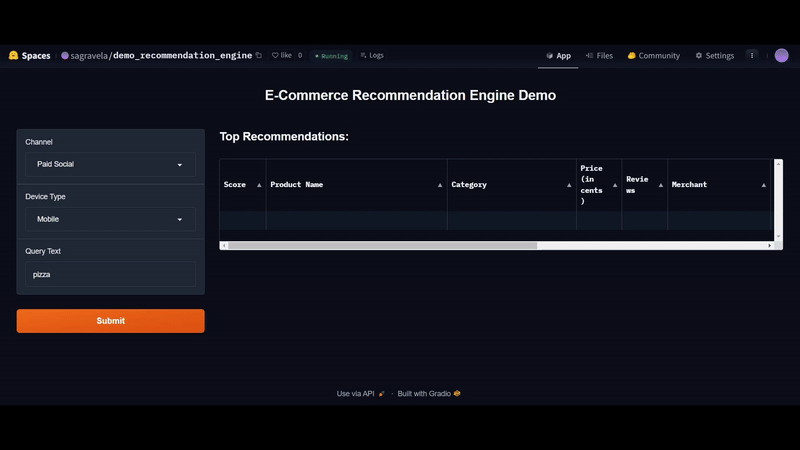 Spaces sagravela/demo_recommendation_engine like 0 Running Logs App Files Community Settings
E-Commerce Recommendation Engine Demo
Channel
Paid Social
Device Type
Mobile
Query Text
pizza
Submit
Top Recommendations:
Score Product Name Category Price (in cents) Reviews Merchant
Use via API · Built with Gradio